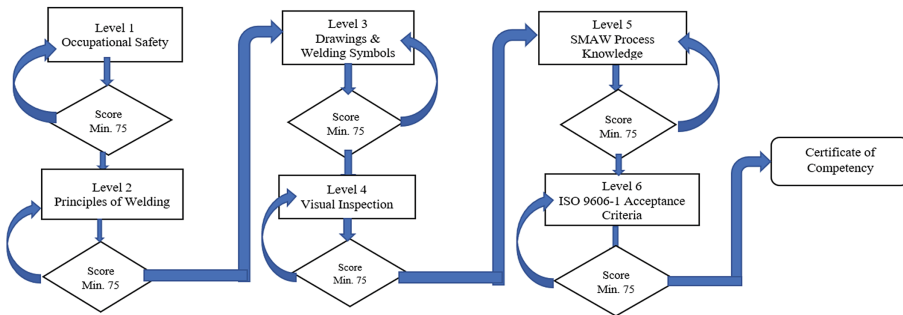 Level 1
Occupational Safety
Score
Min. 75
Level 2
Principles of Welding
Score
Min. 75
Level 3
Drawings &
Welding Symbols
Score
Min. 75
Level 4
Visual Inspection
Score
Min. 75
Level 5
SMAW Process
Knowledge
Score
Min. 75
Level 6
ISO 9606-1 Acceptance
Criteria
Score
Min. 75
Certificate of
Competency